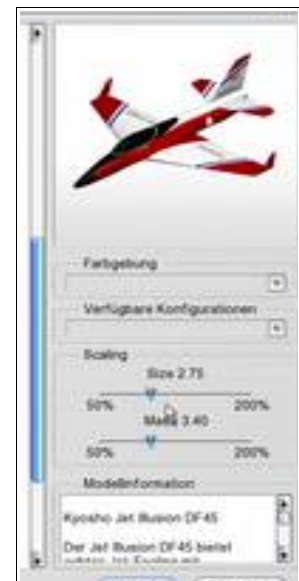 Farbgebung
Verfügbare Konfigurationen
Scaling
Size 2.75
50% 200%
3.40
50% 200%
Modellinformation
Kyosho Jet Illusion DF45
Der Jet Illusion DF45 bietet